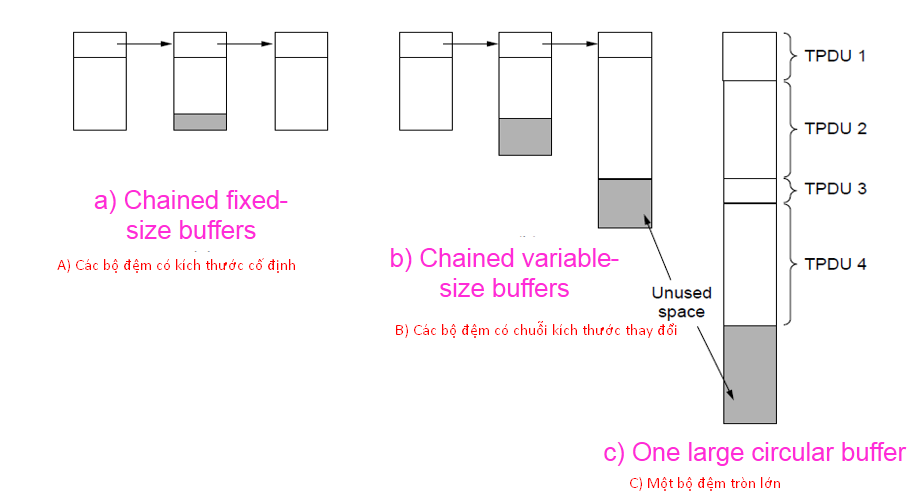 a) Chained fixed-
size buffers
A) Các bộ đệm có kích thước cố định
b) Chained variable-
size buffers
B) Các bộ đệm có chuỗi kích thước thay đổi
Unused
space
TPDU 1
TPDU 2
TPDU 3
TPDU 4
c) One large circular buffer
C) Một bộ đệm tròn lớn